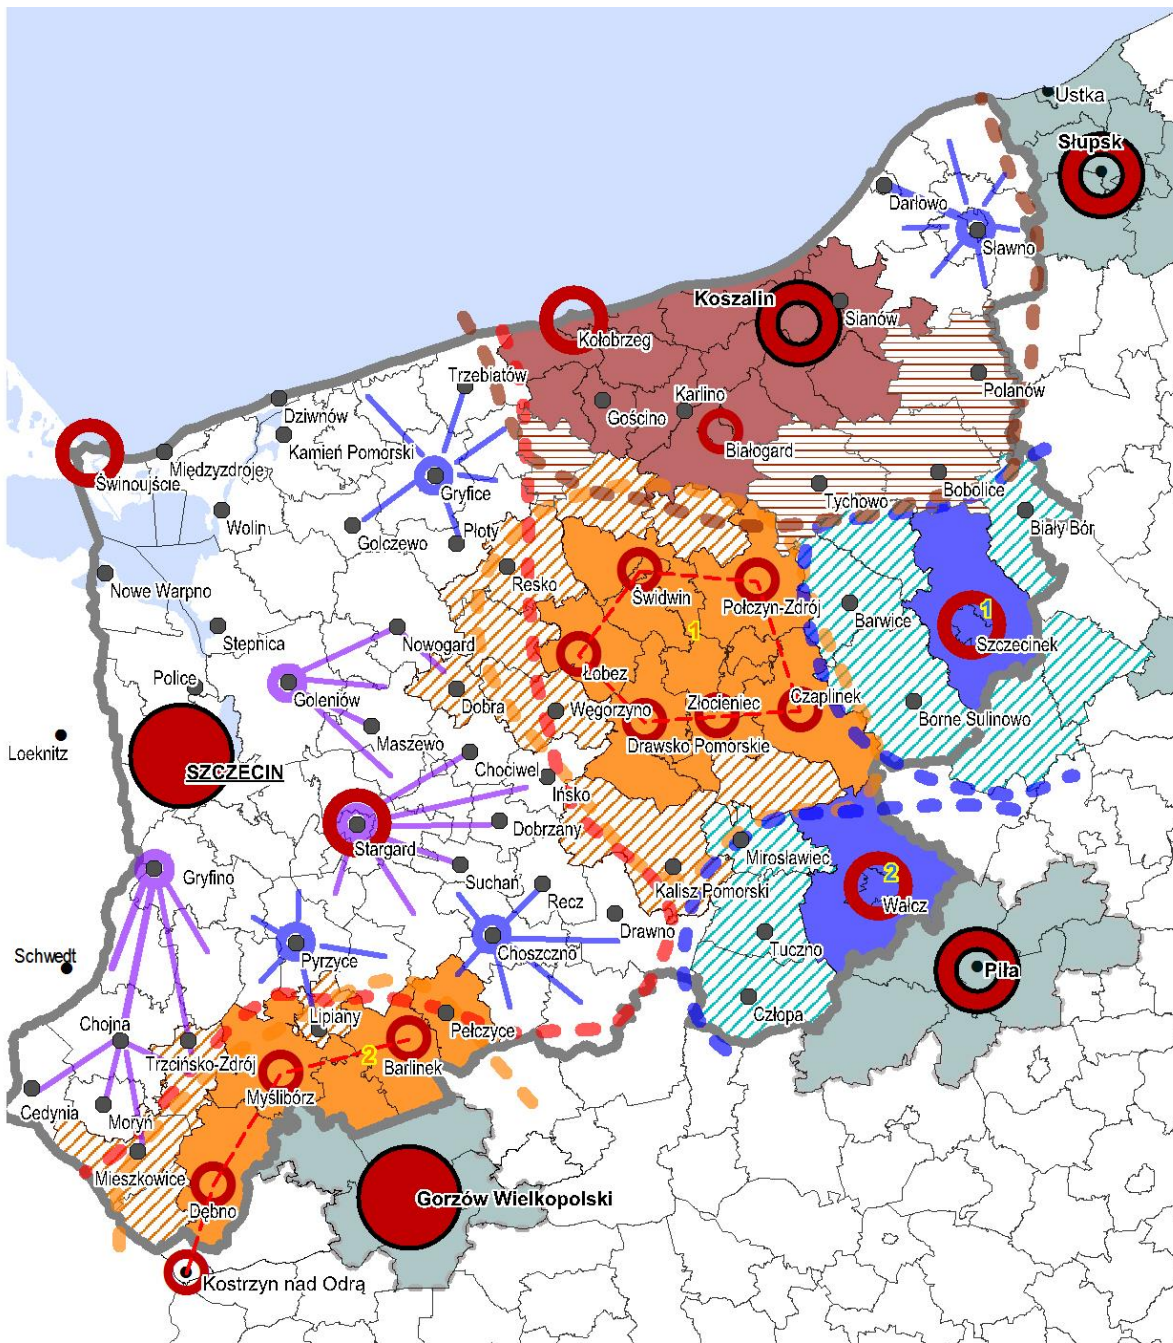 Ustka
Słupsk
Darłowo
Sławno
Koszalin
Sianów
Kołobrzeg
Polanów
Trzebiatów
Karlino
Gościno
Dziwnów
Białogard
Kamień Pomorski
Międzyzdroje
Świnoujście
Bobolice
Tychowo
Gryfice
Wolin
Biały Bór
Golczewo
Płoty
Resko
Nowe Warpno
Świdwin
Połczyn-Zdrój
Barwice
1
Szczecinek
1
Stepnica
Nowogard
Łobez
Police
Goleniów
Dobra
Węgorzyno
Złocieniec
Czaplinek
Borne Sulinowo
Maszewo
Drawsko Pomorskie
Loeknitz
SZCZECIN
Chociwel
Ińsko
Dobrzany
Stargard
Mirosławiec
Suchań
Kalisz Pomorski
2
Wałcz
Gryfino
Recz
Drawno
Choszczno
Tuczno
Schwedt
Pyrzyce
Piła
Człopa
Chojna
Lipiany
Pełczyce
Trzcińsko-Zdrój
2
Barlinek
Myślibórz
Cedynia
Moryń
Mieszkowice
Dębno
Gorzów Wielkopolski
Kostrzyn nad Odrą